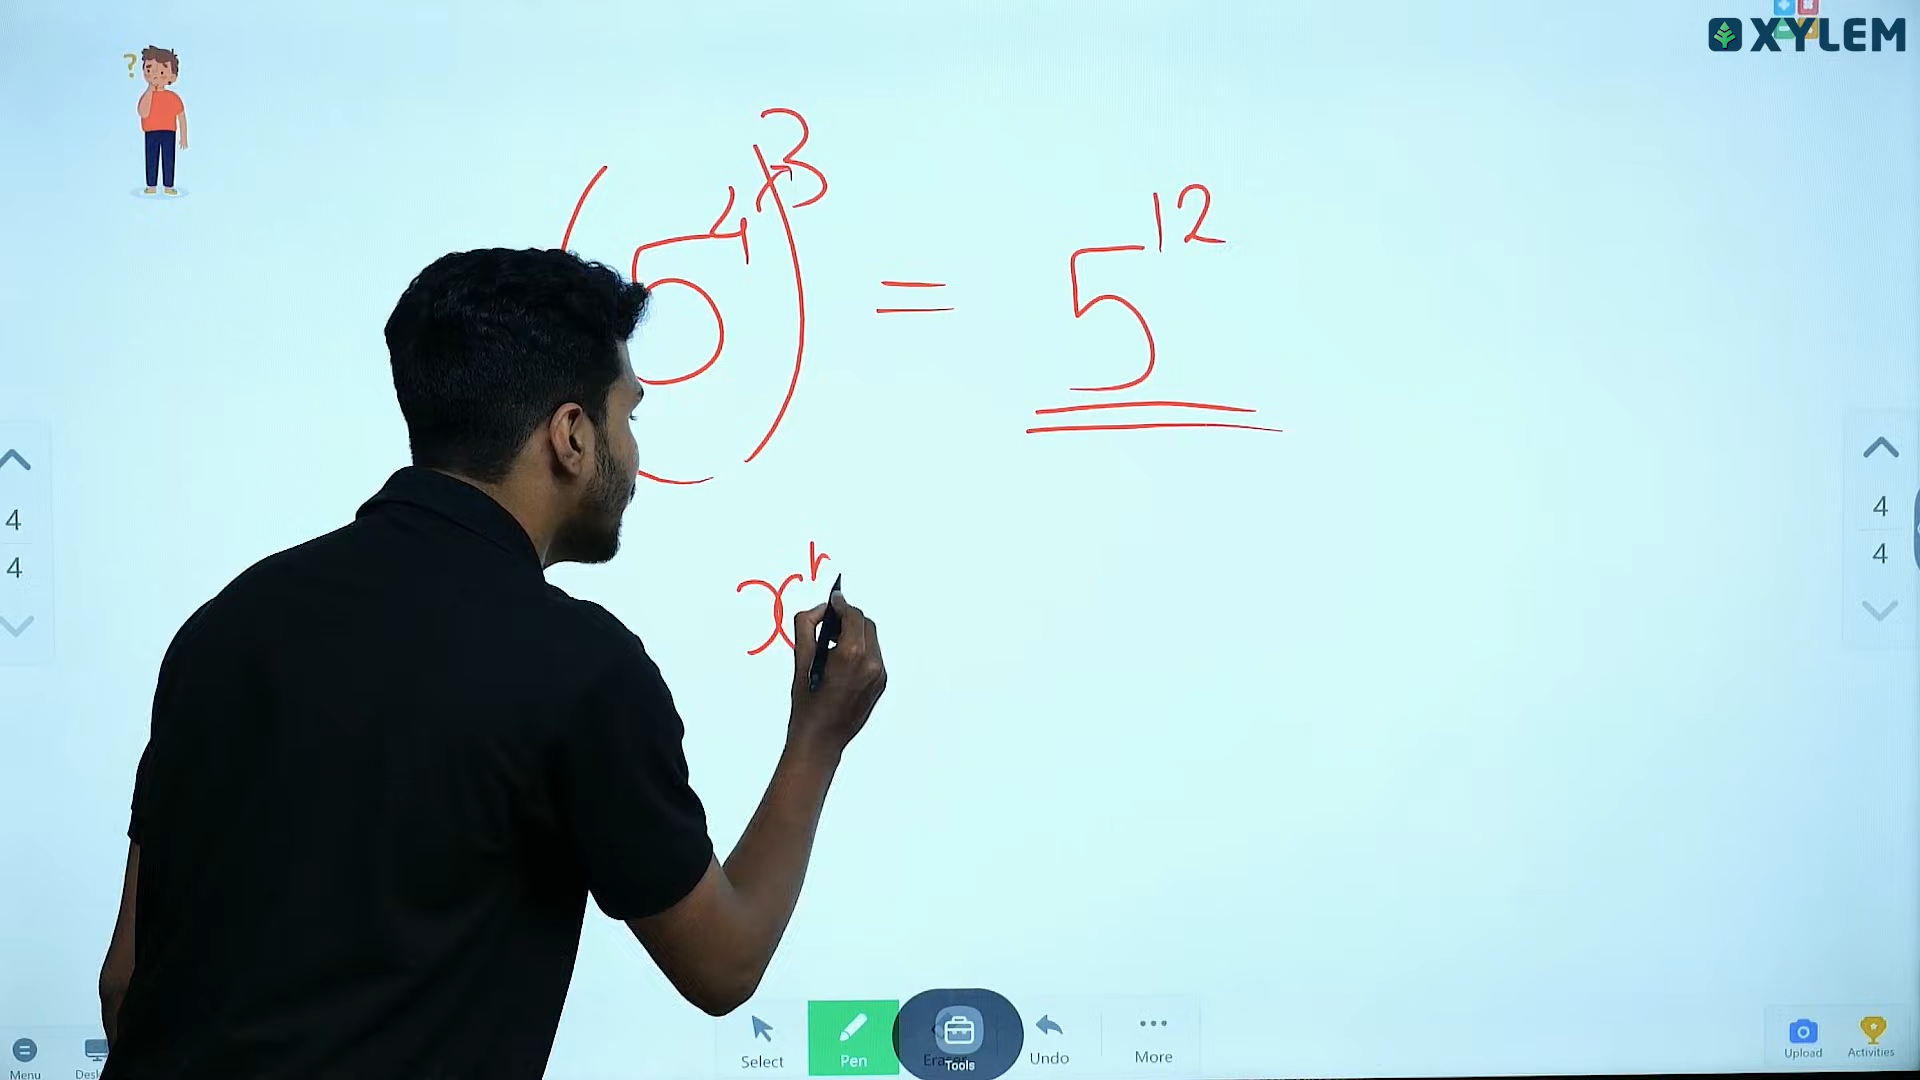 XYLEM
?
(5⁴)³ = 5¹²
x
4
4
4
4
Menu
Select
Pen
Tools
Undo
More
Upload
Activities